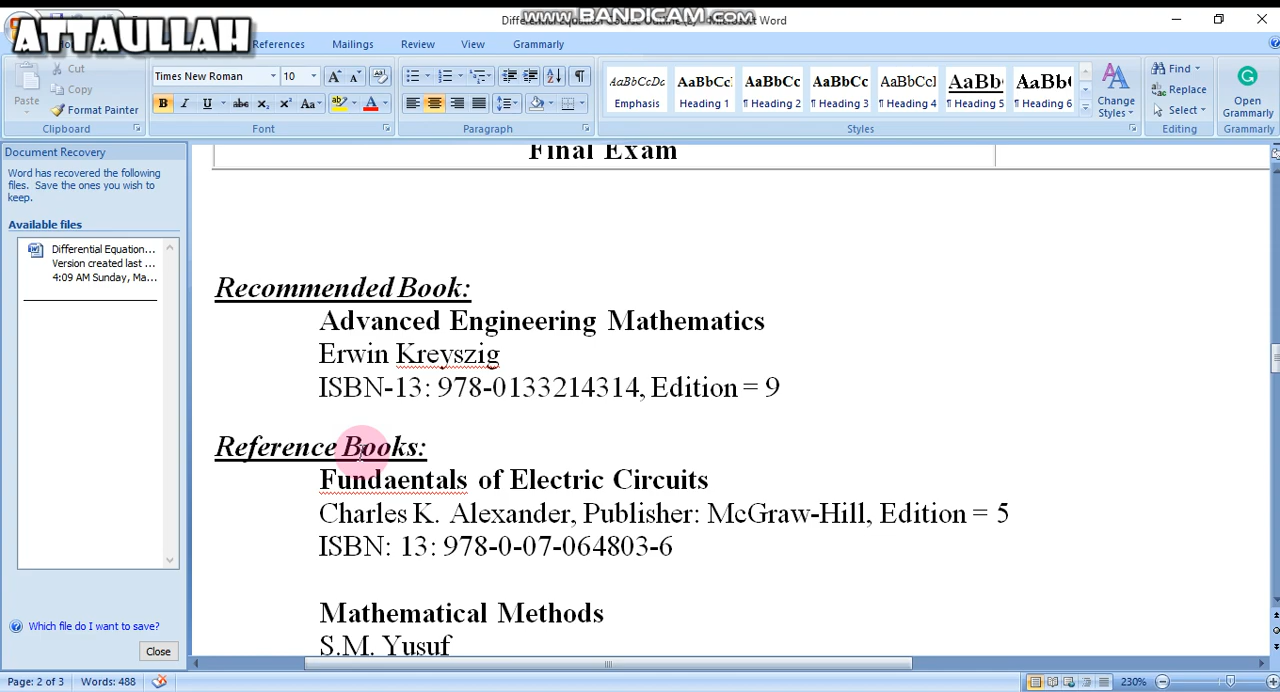 www.BANDICAM.com
Microsoft Word
ATTAULLAH
References Mailings Review View Grammarly
Paste
Cut
Copy
Format Painter
Clipboard
Times New Roman 10
Font
Paragraph
AaBbCcDc AaBbCc AaBbCc AaBbCc AaBbCcI AaBb AaBb(
Emphasis Heading 1 ¶ Heading 2 ¶ Heading 3 ¶ Heading 4 ¶ Heading 5 ¶ Heading 6
Change Styles
Styles
Find
Replace
Select
Editing
Open Grammarly
Grammarly
Document Recovery
Word has recovered the following
files. Save the ones you wish to
keep.
Available files
Differential Equation...
Version created last ...
4:09 AM Sunday, Ma...
Which file do I want to save?
Close
Final Exam
Recommended Book:
Advanced Engineering Mathematics
Erwin Kreyszig
ISBN-13: 978-0133214314, Edition = 9
Reference Books:
Fundaentals of Electric Circuits
Charles K. Alexander, Publisher: McGraw-Hill, Edition = 5
ISBN: 13: 978-0-07-064803-6
Mathematical Methods
S.M. Yusuf
Page: 2 of 3 Words: 488 230%